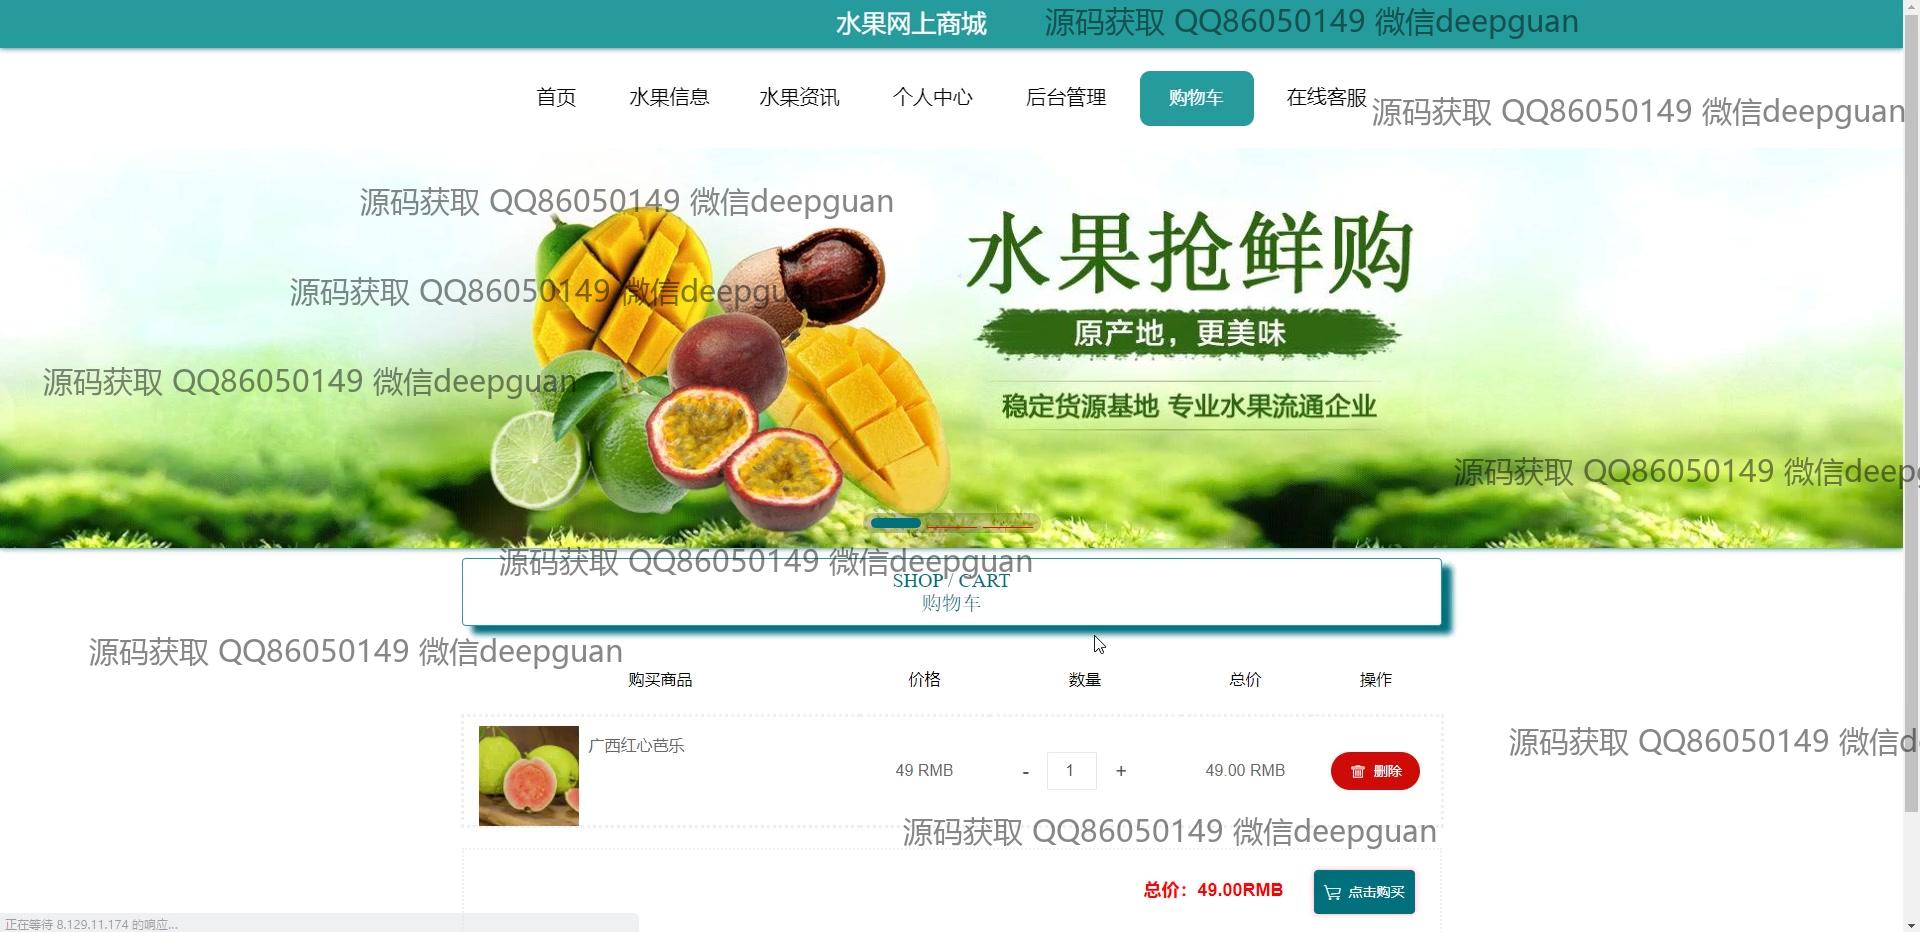 水果网上商城
源码获取 QQ86050149 微信deepguan
首页 水果信息 水果资讯 个人中心 后台管理 购物车 在线客服
源码获取 QQ86050149 微信deepguan
源码获取 QQ86050149 微信deepguan
水果抢鲜购
源码获取 QQ86050149 微信deepguan
原产地，更美味
源码获取 QQ86050149 微信deepguan
稳定货源基地 专业水果流通企业
源码获取 QQ86050149 微信deep
源码获取 QQ86050149 微信deepguan
SHOP / CART
购物车
源码获取 QQ86050149 微信deepguan
购买商品 价格 数量 总价 操作
源码获取 QQ86050149 微信d
广西红心芭乐
49 RMB - 1 + 49.00 RMB 删除
源码获取 QQ86050149 微信deepguan
总价：49.00RMB 点击购买
正在等待 8.129.11.174 的响应...